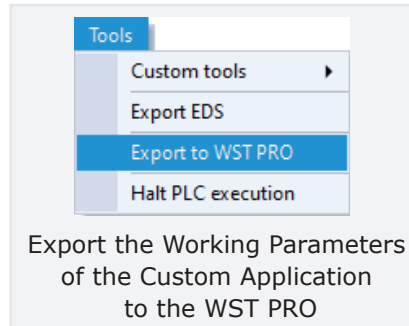 Tools
Custom tools
Export EDS
Export to WST PRO
Halt PLC execution
Export the Working Parameters
of the Custom Application
to the WST PRO